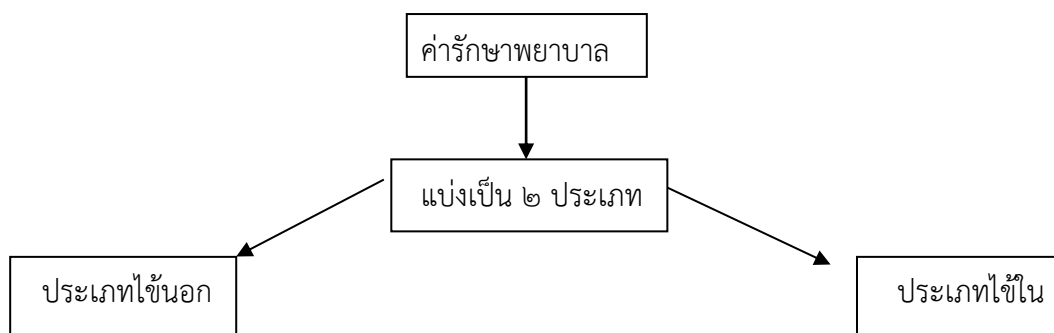 ค่ารักษาพยาบาล
แบ่งเป็น ๒ ประเภท
ประเภทไข้นอก
ประเภทไข้ใน